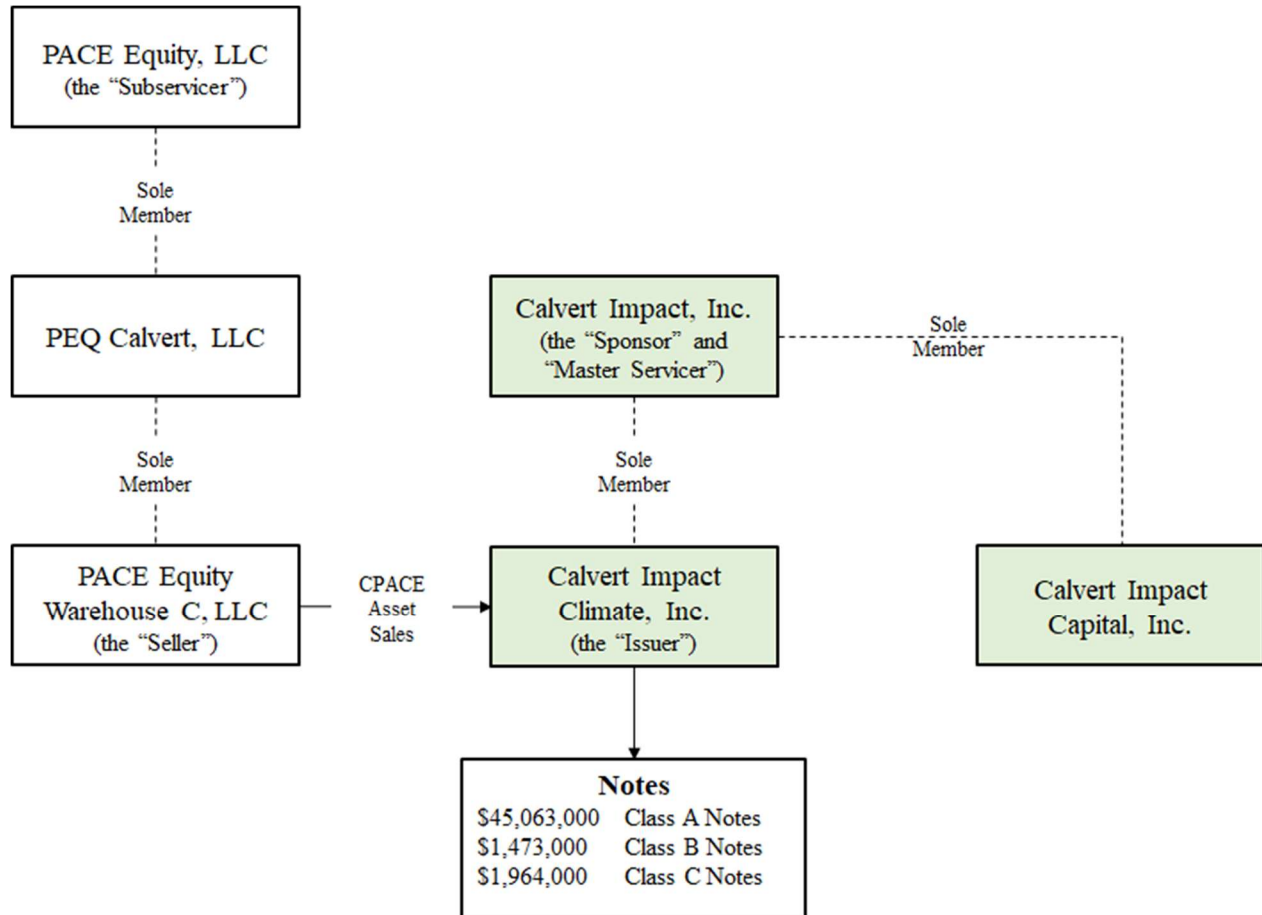 PACE Equity, LLC
(the “Subservicer”)
Sole
Member
PEQ Calvert, LLC
Calvert Impact, Inc.
(the “Sponsor” and
“Master Servicer”)
Sole
Member
Sole
Member
Sole
Member
PACE Equity
Warehouse C, LLC
(the “Seller”)
CPACE
Asset
Sales
Calvert Impact
Climate, Inc.
(the “Issuer”)
Calvert Impact
Capital, Inc.
Notes
$45,063,000 Class A Notes
$1,473,000 Class B Notes
$1,964,000 Class C Notes